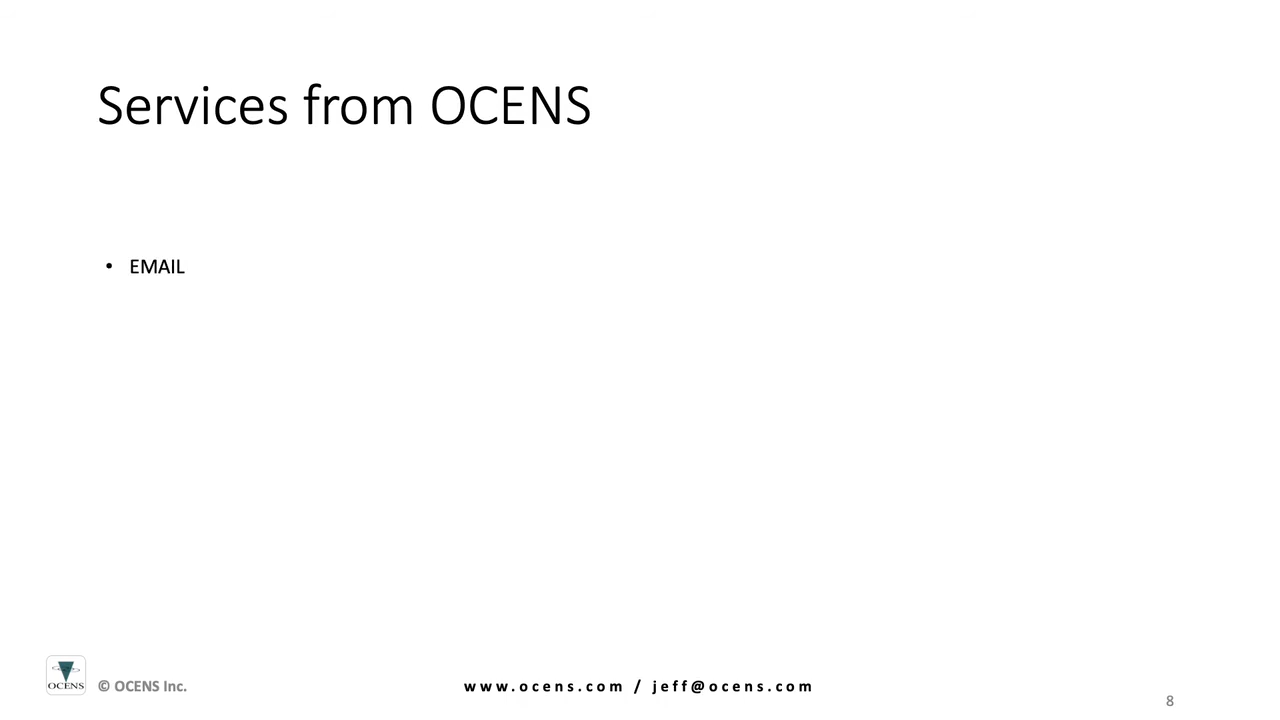 Services from OCENS
• EMAIL
OCENS
© OCENS Inc.
www.ocens.com / jeff@ocens.com
8